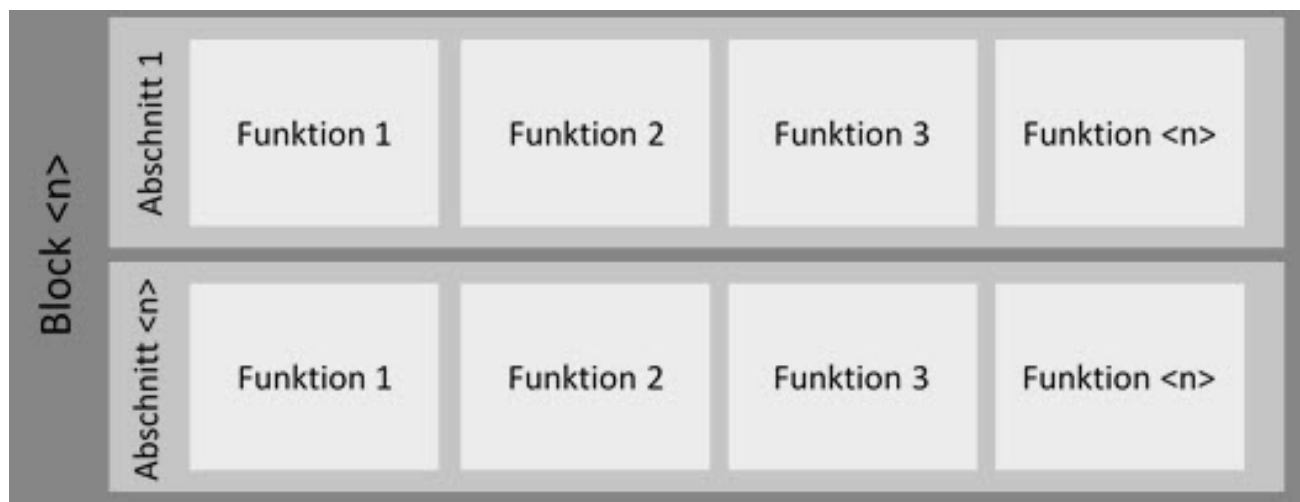 Block <n>
Abschnitt 1
Funktion 1
Funktion 2
Funktion 3
Funktion <n>
Abschnitt <n>
Funktion 1
Funktion 2
Funktion 3
Funktion <n>